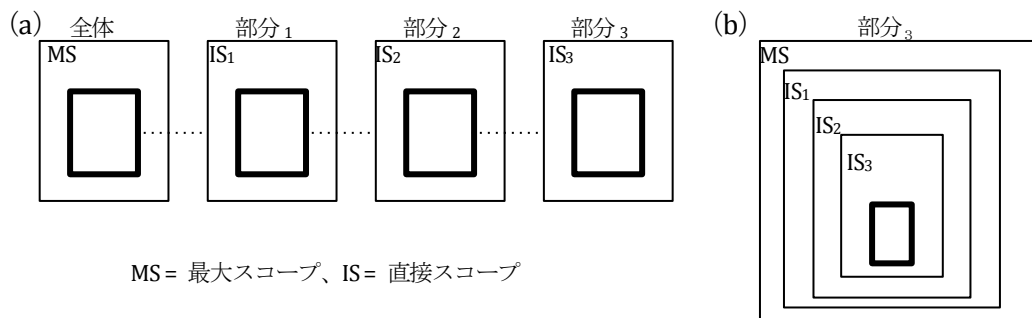 (a) 全体 部分 1 部分 2 部分 3
MS IS1 IS2 IS3
MS = 最大スコープ、IS = 直接スコープ
(b) 部分 3
MS
IS1
IS2
IS3